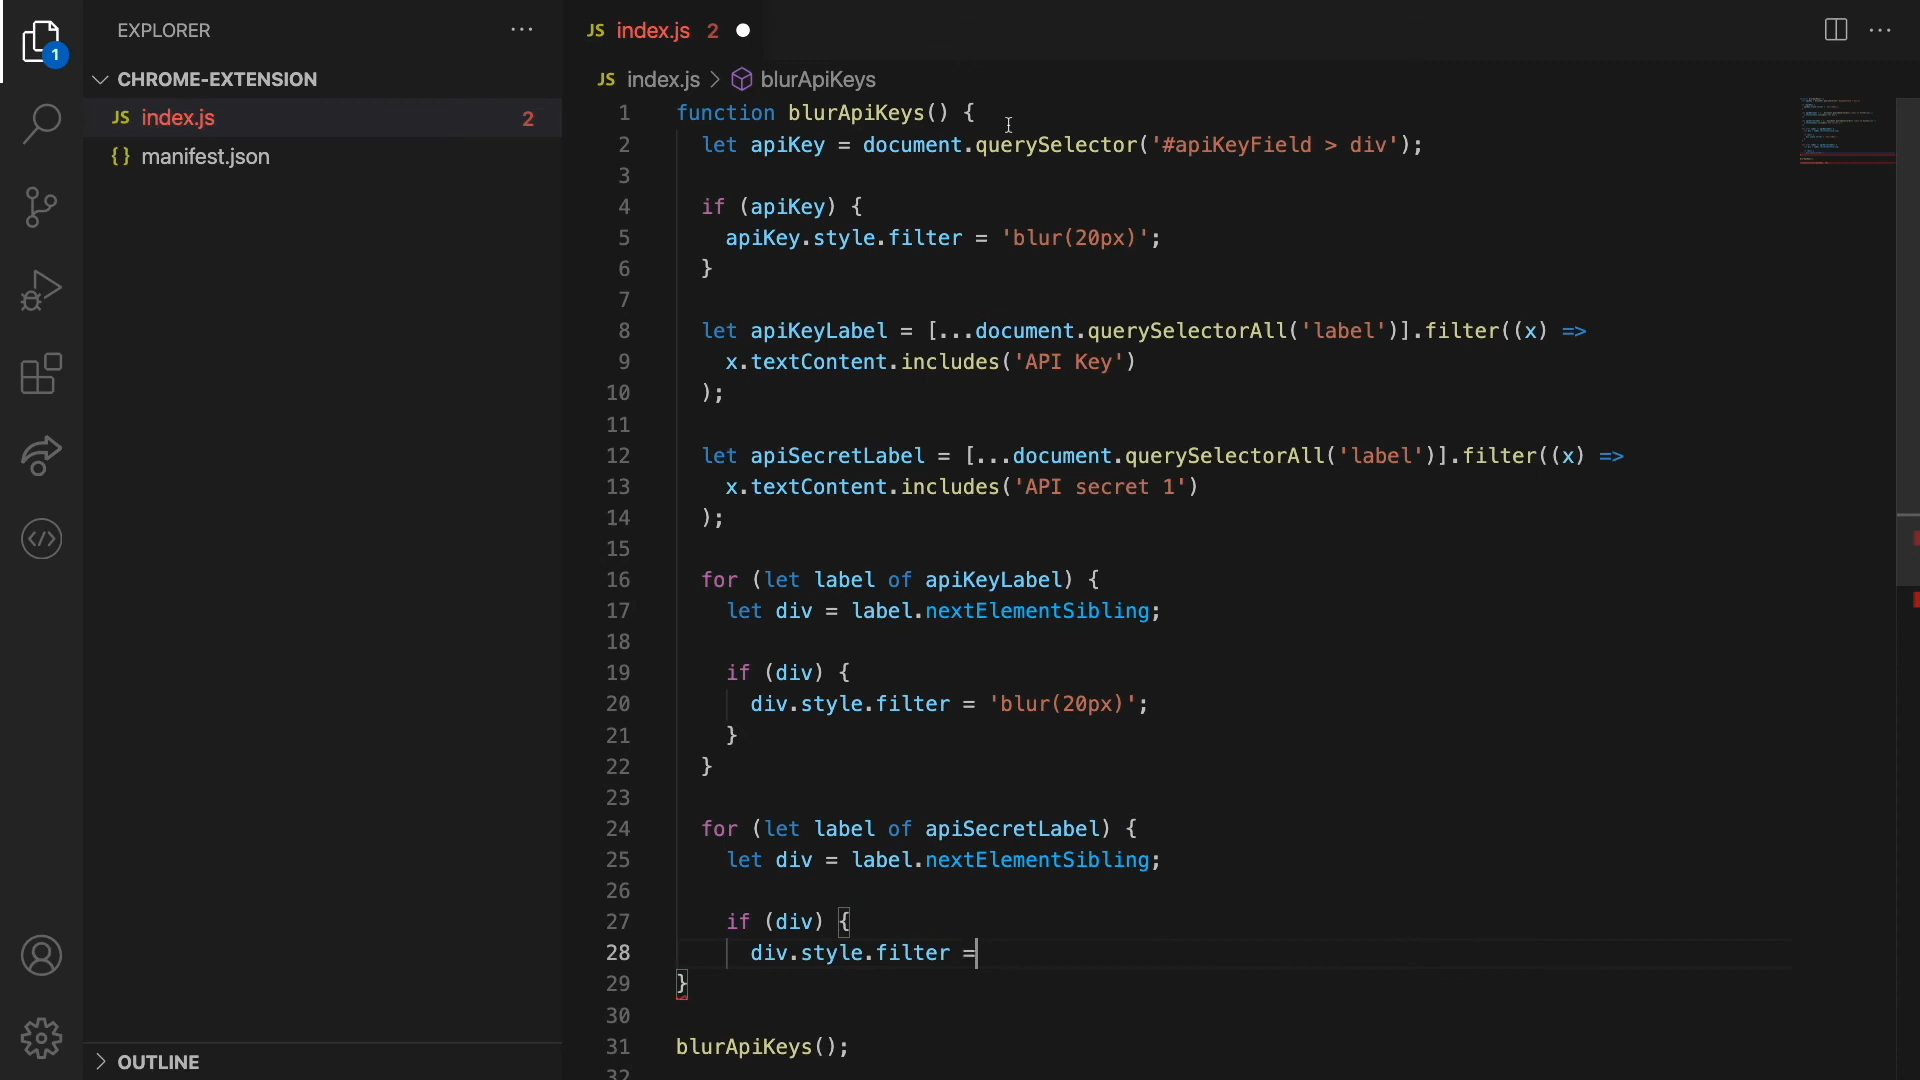 EXPLORER
CHROME-EXTENSION
JS index.js 2
{} manifest.json
OUTLINE
1
JS index.js 2
JS index.js > blurApiKeys
1 function blurApiKeys() {
2 let apiKey = document.querySelector('#apiKeyField > div');
3
4 if (apiKey) {
5 apiKey.style.filter = 'blur(20px)';
6 }
7
8 let apiKeyLabel = [...document.querySelectorAll('label')].filter((x) =>
9 x.textContent.includes('API Key')
10 );
11
12 let apiSecretLabel = [...document.querySelectorAll('label')].filter((x) =>
13 x.textContent.includes('API secret 1')
14 );
15
16 for (let label of apiKeyLabel) {
17 let div = label.nextElementSibling;
18
19 if (div) {
20 div.style.filter = 'blur(20px)';
21 }
22 }
23
24 for (let label of apiSecretLabel) {
25 let div = label.nextElementSibling;
26
27 if (div) {
28 div.style.filter =
29 }
30
31 blurApiKeys();
32